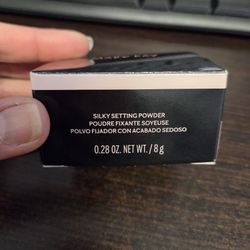 SILKY SETTING POWDER
POUDRE FIXANTE SOYEUSE
POLVO FIJADOR CON ACABADO SEDOSO
0.28 OZ. NET WT. / 8 g